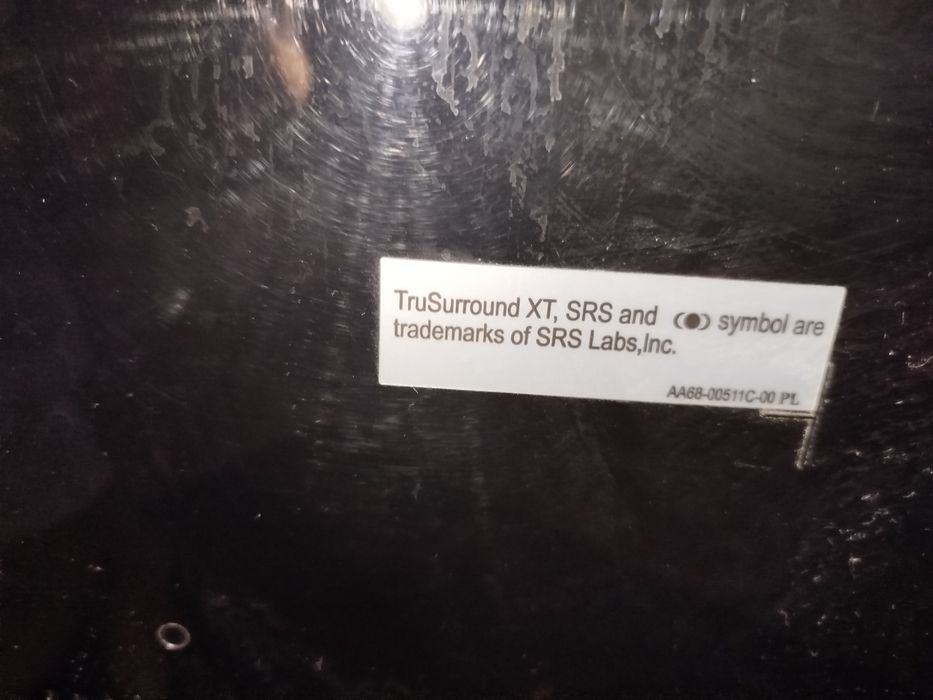 TruSurround XT, SRS and (●) symbol are
trademarks of SRS Labs,Inc.
AA68-00511C-00 PL